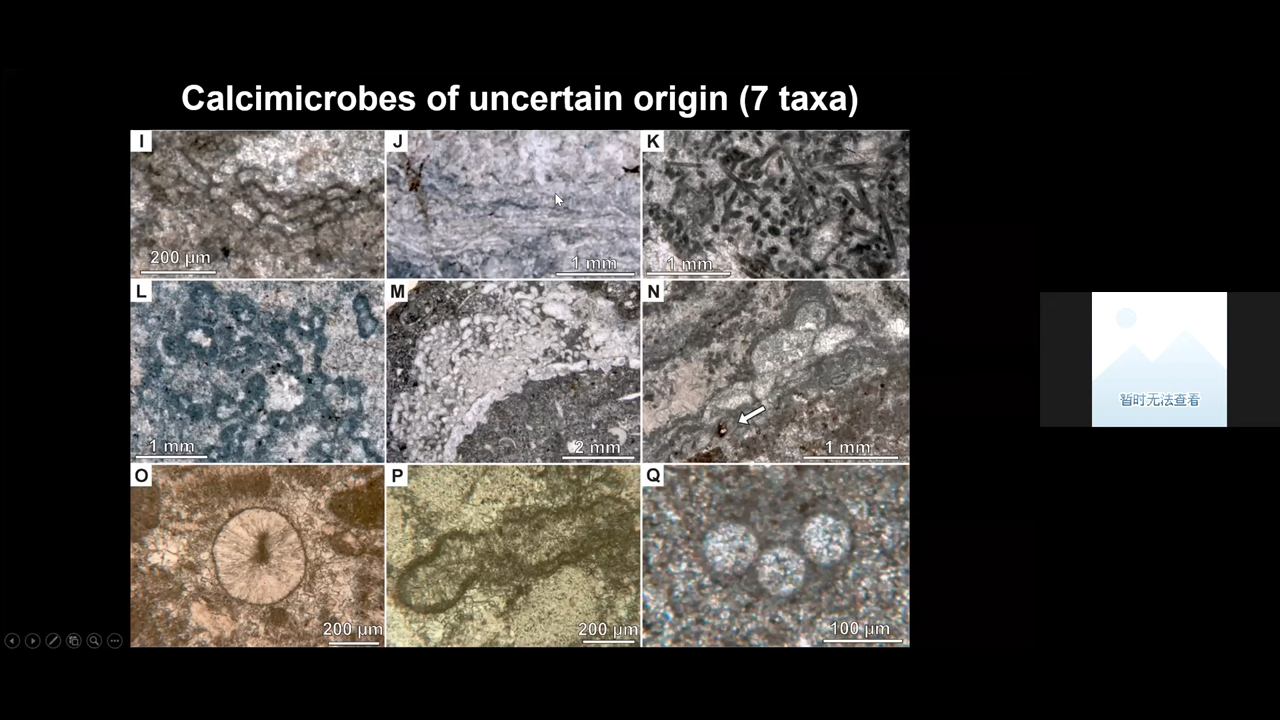 Calcimicrobes of uncertain origin (7 taxa)
I
200 µm
J
1 mm
K
1 mm
L
1 mm
M
2 mm
N
1 mm
O
200 µm
P
200 µm
Q
100 µm
暂时无法查看